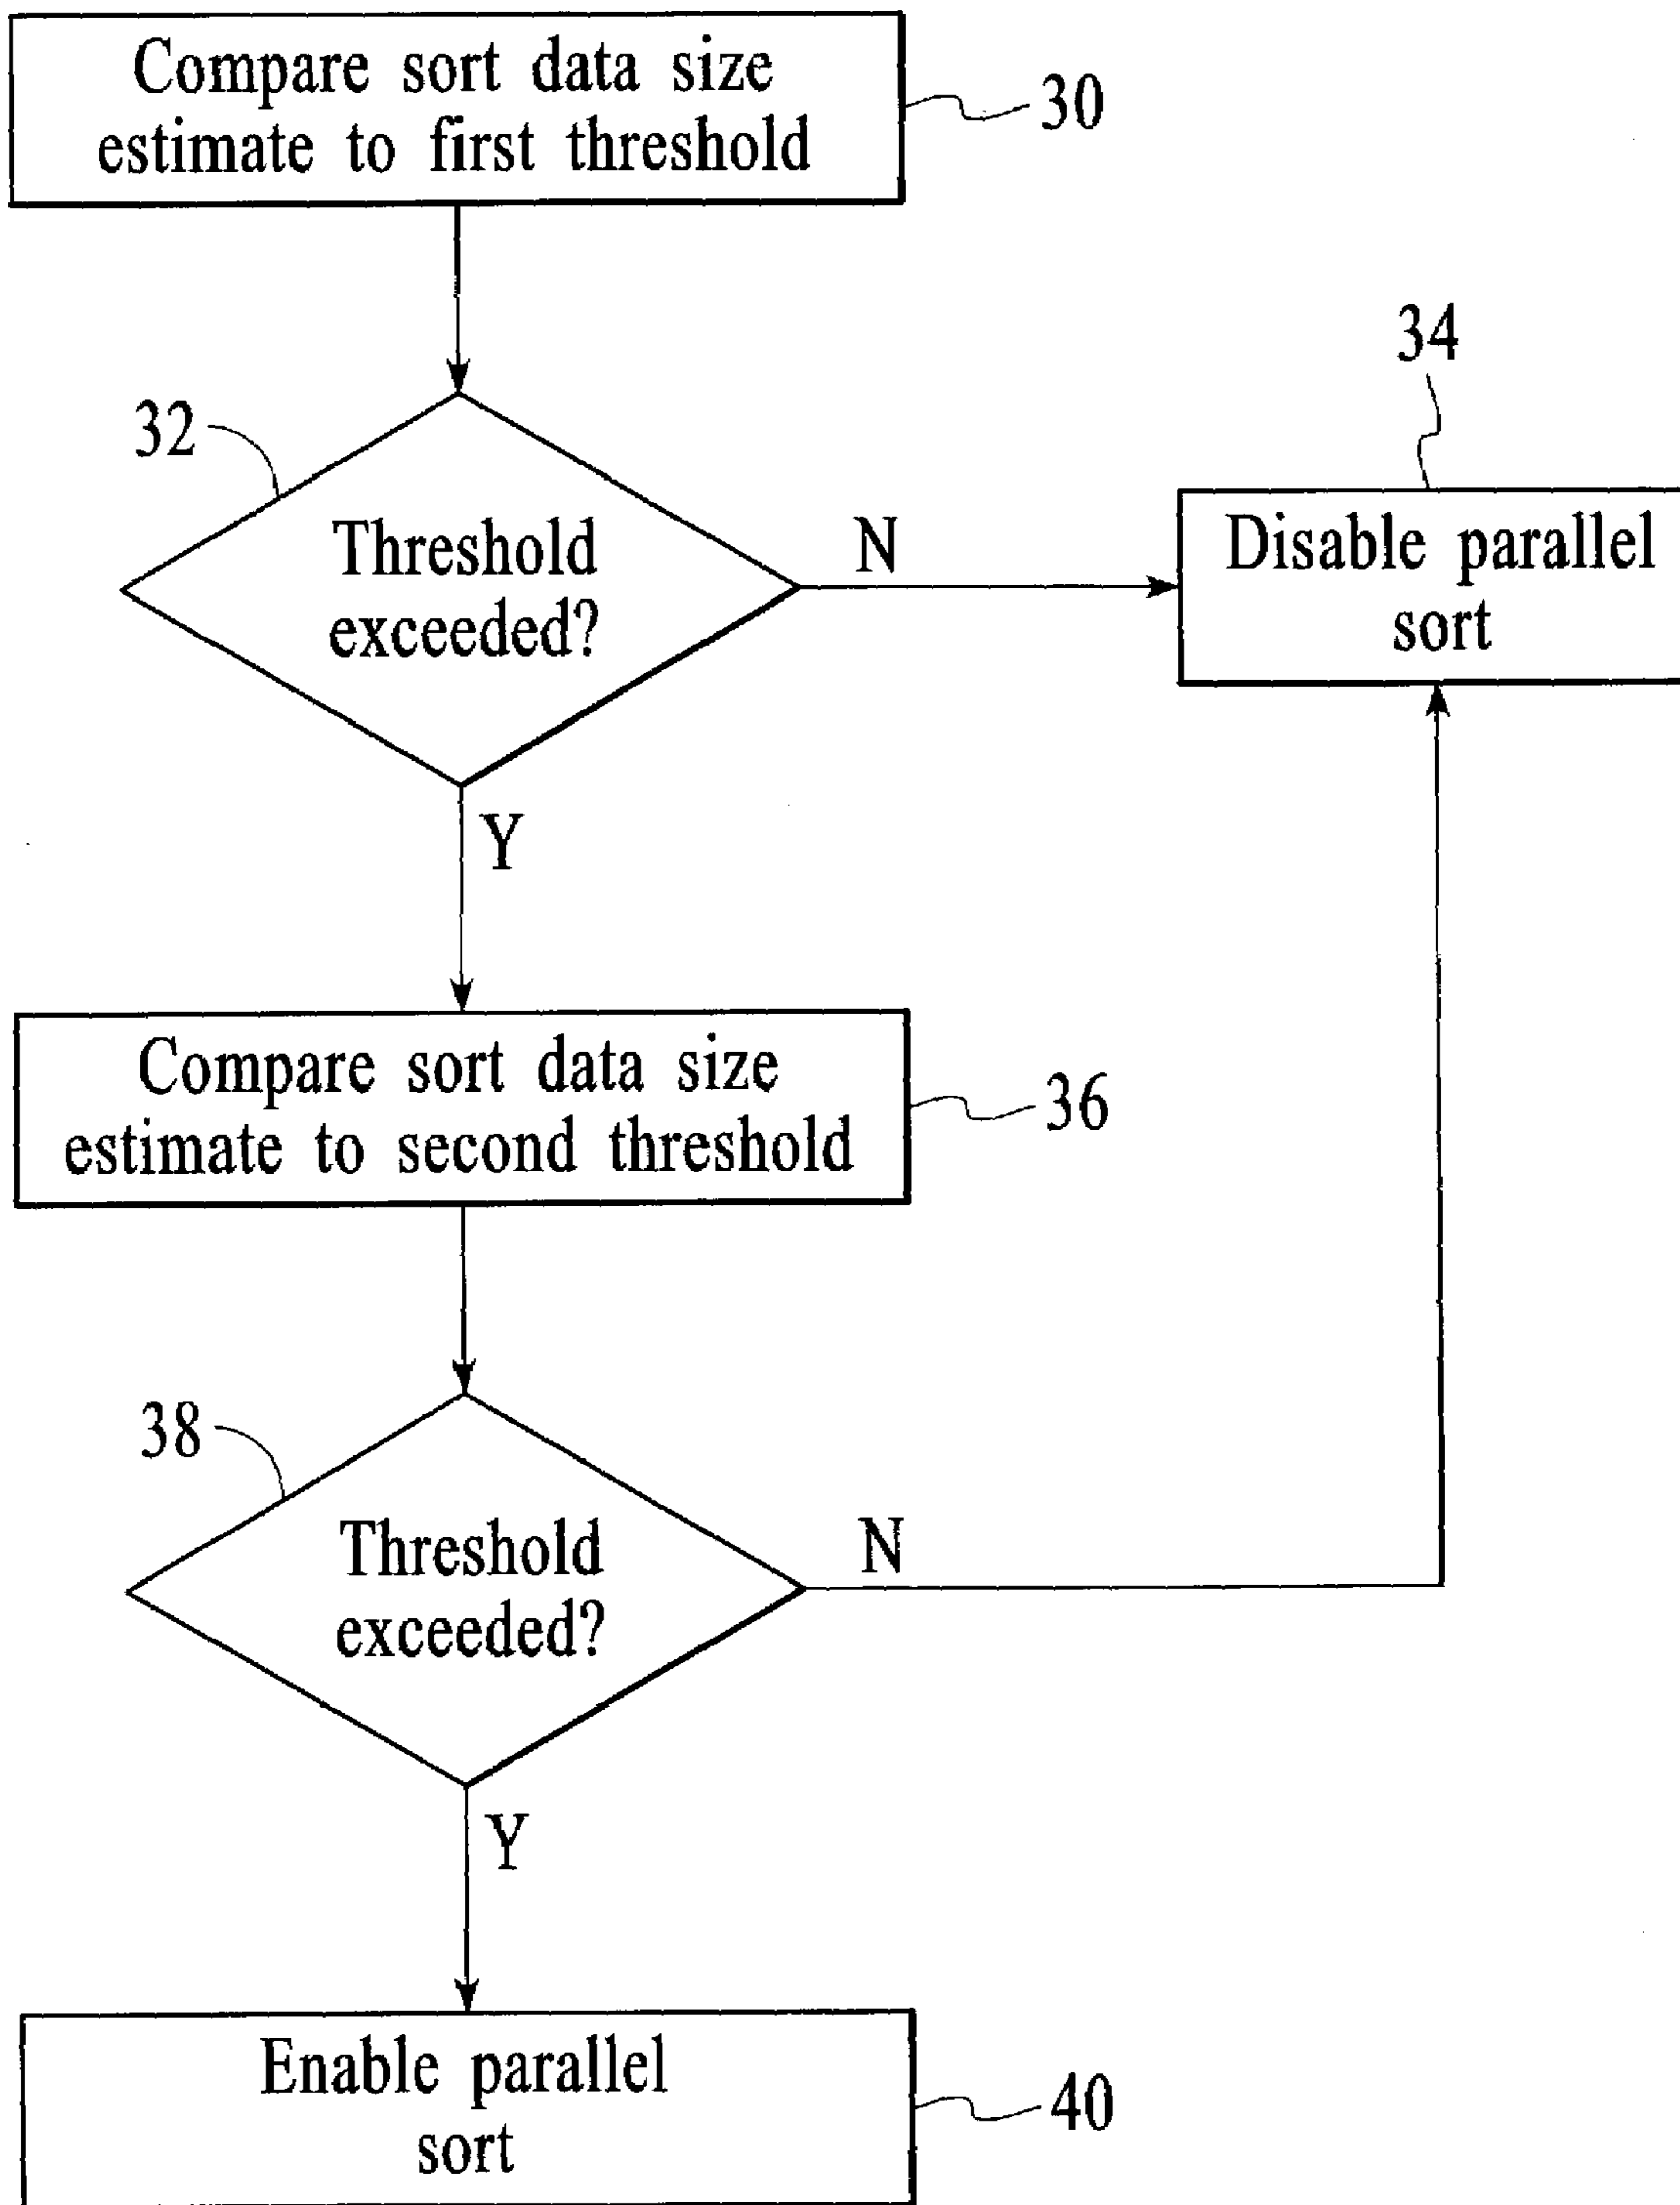 Compare sort data size
estimate to first threshold
30
34
32
Threshold
exceeded?
N
Disable parallel
sort
Y
Compare sort data size
estimate to second threshold
36
38
Threshold
exceeded?
N
Y
Enable parallel
sort
40